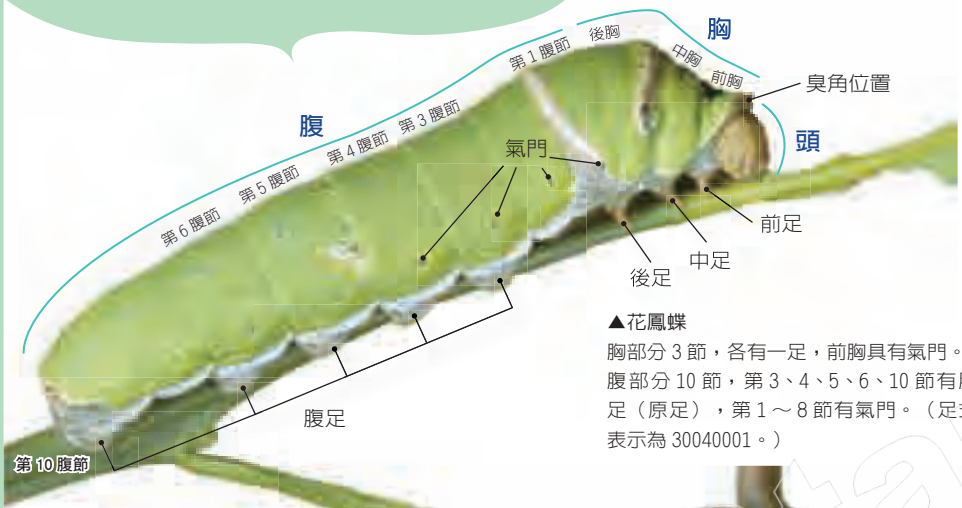 胸
後胸
第 1 腹節
中胸
前胸
臭角位置
頭
腹
第 3 腹節
第 4 腹節
第 5 腹節
第 6 腹節
氣門
前足
中足
後足
腹足
第 10 腹節
▲花鳳蝶
胸部分 3 節，各有一足，前胸具有氣門。
腹部分 10 節，第 3、4、5、6、10 節有
足（原足），第 1～8 節有氣門。（足
表示為 30040001。）